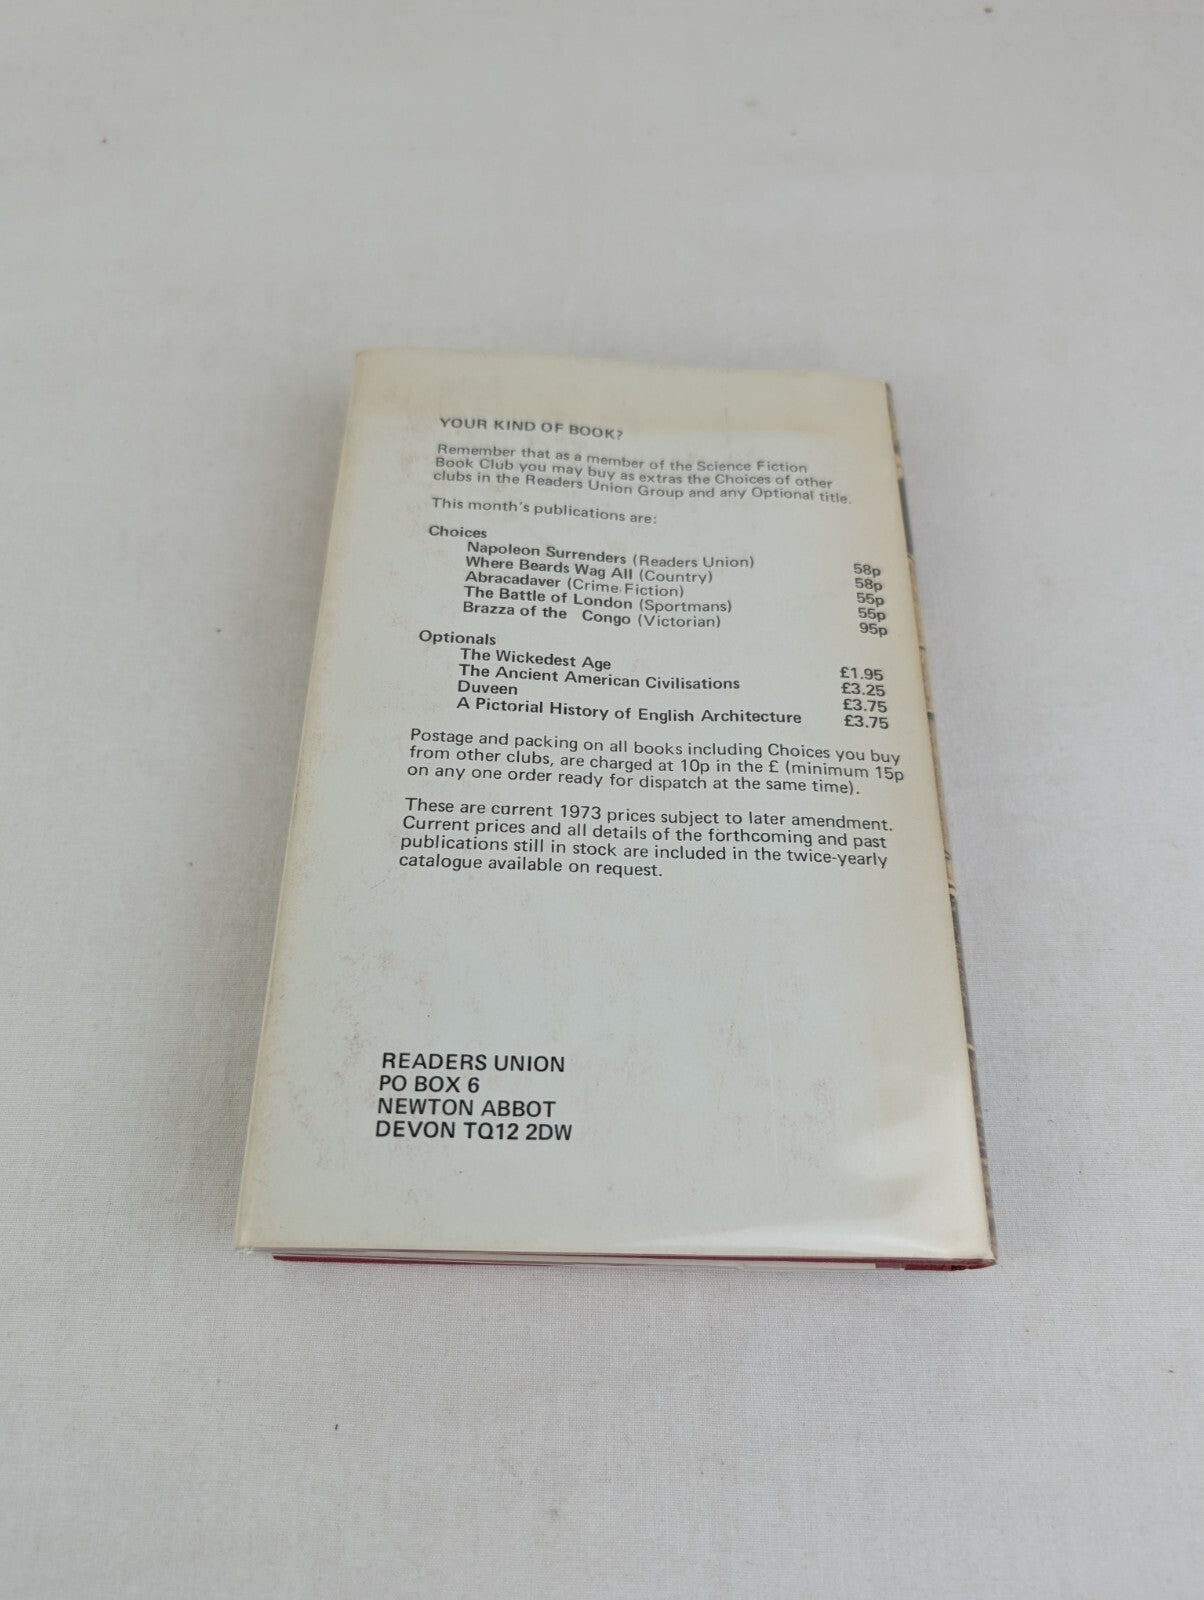 YOUR KIND OF BOOK?
Remember that as a member of the Science Fiction
Book Club you may buy as extras the Choices of other
clubs in the Readers Union Group and any Optional title.
This month's publications are:
Choices
Napoleon Surrenders (Readers Union) 58p
Where Beards Wag All (Country) 58p
Abracadaver (Crime Fiction) 55p
The Battle of London (Sportmans) 55p
Brazza of the Congo (Victorian) 95p
Optionals
The Wickedest Age £1.95
The Ancient American Civilisations £3.25
Duveen £3.75
A Pictorial History of English Architecture £3.75
Postage and packing on all books including Choices you buy
from other clubs, are charged at 10p in the £ (minimum 15p
on any one order ready for dispatch at the same time).
These are current 1973 prices subject to later amendment.
Current prices and all details of the forthcoming and past
publications still in stock are included in the twice-yearly
catalogue available on request.
READERS UNION
PO BOX 6
NEWTON ABBOT
DEVON TQ12 2DW